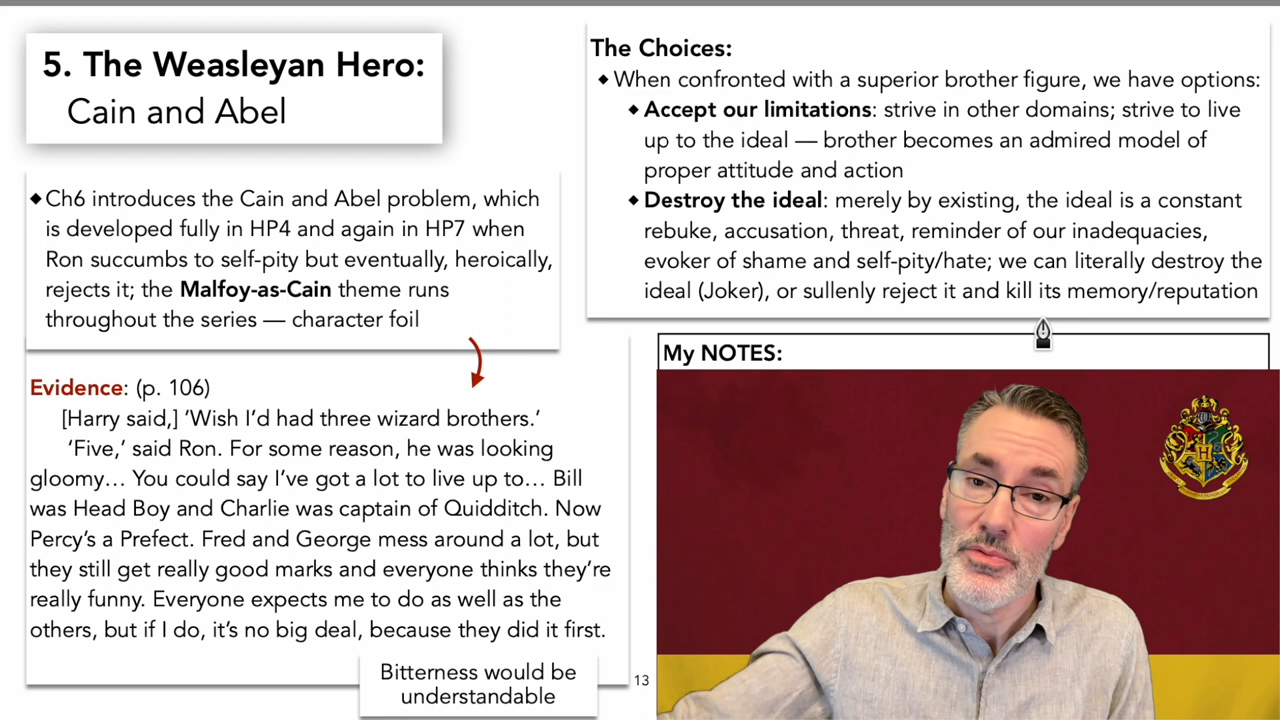 5. The Weasleyan Hero:
Cain and Abel
◆ Ch6 introduces the Cain and Abel problem, which
is developed fully in HP4 and again in HP7 when
Ron succumbs to self-pity but eventually, heroically,
rejects it; the Malfoy-as-Cain theme runs
throughout the series — character foil
Evidence: (p. 106)
[Harry said,] ’Wish I’d had three wizard brothers.’
‘Five,’ said Ron. For some reason, he was looking
gloomy… You could say I’ve got a lot to live up to… Bill
was Head Boy and Charlie was captain of Quidditch. Now
Percy’s a Prefect. Fred and George mess around a lot, but
they still get really good marks and everyone thinks they’re
really funny. Everyone expects me to do as well as the
others, but if I do, it’s no big deal, because they did it first.
Bitterness would be
understandable
The Choices:
◆ When confronted with a superior brother figure, we have options:
◆ Accept our limitations: strive in other domains; strive to live
up to the ideal — brother becomes an admired model of
proper attitude and action
◆ Destroy the ideal: merely by existing, the ideal is a constant
rebuke, accusation, threat, reminder of our inadequacies,
evoker of shame and self-pity/hate; we can literally destroy the
ideal (Joker), or sullenly reject it and kill its memory/reputation
My NOTES:
13
H